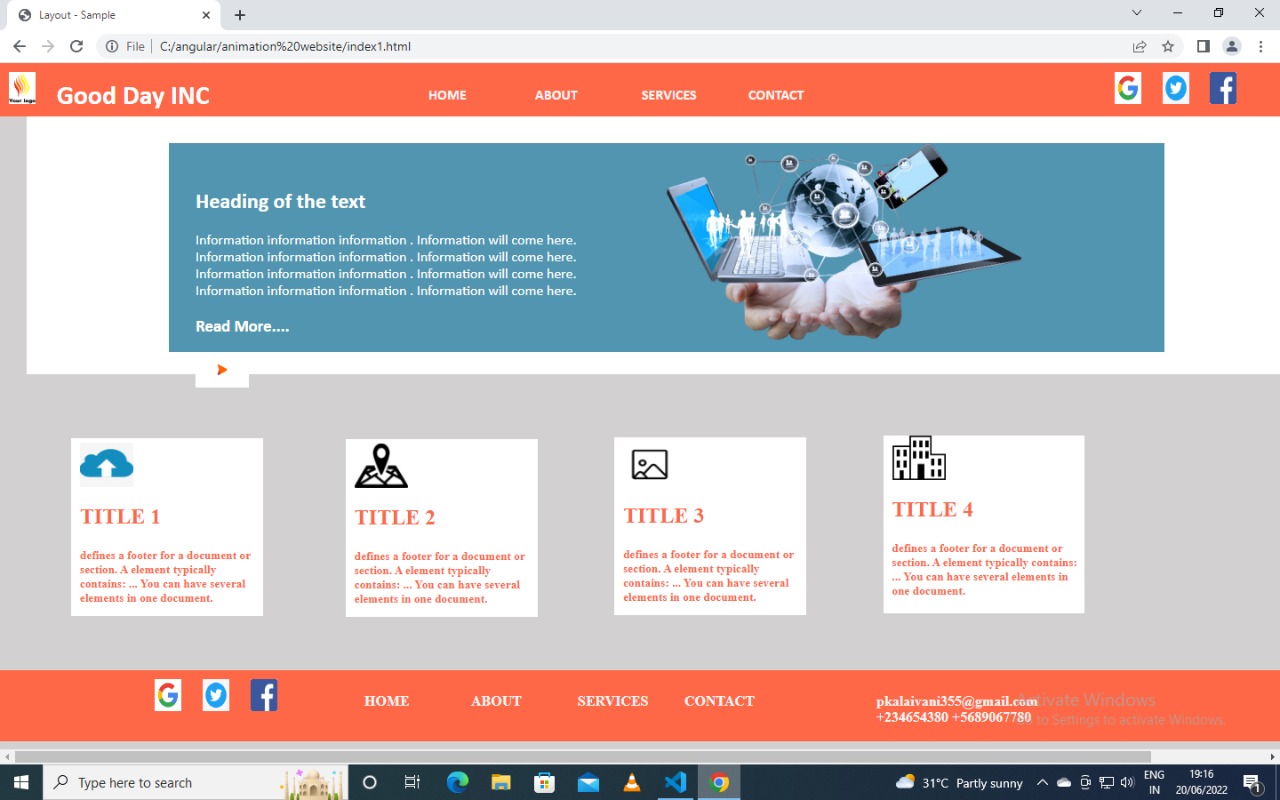 Layout - Sample
File C:/angular/animation%20website/index1.html
Your logo
Good Day INC
HOME ABOUT SERVICES CONTACT
Heading of the text
Information information information . Information will come here.
Information information information . Information will come here.
Information information information . Information will come here.
Information information information . Information will come here.
Read More....
TITLE 1
defines a footer for a document or
section. A element typically
contains: ... You can have several
elements in one document.
TITLE 2
defines a footer for a document or
section. A element typically
contains: ... You can have several
elements in one document.
TITLE 3
defines a footer for a document or
section. A element typically
contains: ... You can have several
elements in one document.
TITLE 4
defines a footer for a document or
section. A element typically contains:
... You can have several elements in
one document.
HOME ABOUT SERVICES CONTACT
pkalaivani355@gmail.com
+234654380 +5689067780
Activate Windows
to Settings to activate Windows.
Type here to search
31°C Partly sunny
ENG
IN
19:16
20/06/2022
1